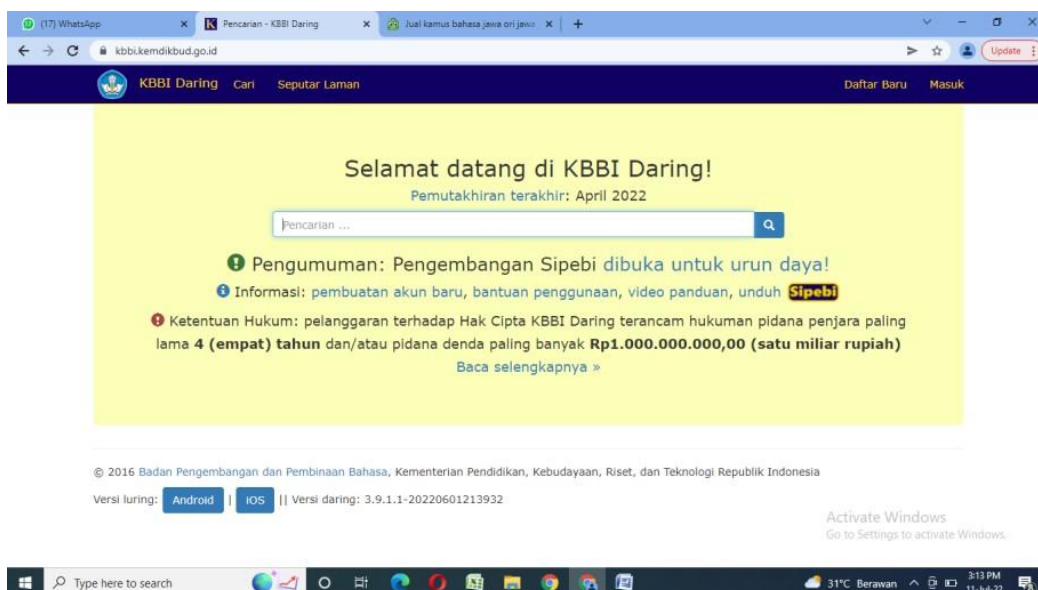 (17) WhatsApp
Pencarian - KBBI Daring
Jual kamus bahasa jawa ori jawa
kbbi.kemdikbud.go.id
Update
KBBI Daring Cari Seputar Laman Daftar Baru Masuk
Selamat datang di KBBI Daring!
Pemutakhiran terakhir: April 2022
Pencarian ...
Pengumuman: Pengembangan Sipebi dibuka untuk urun daya!
Informasi: pembuatan akun baru, bantuan penggunaan, video panduan, unduh Sipebi
Ketentuan Hukum: pelanggaran terhadap Hak Cipta KBBI Daring terancam hukuman pidana penjara paling
lama 4 (empat) tahun dan/atau pidana denda paling banyak Rp1.000.000.000,00 (satu miliar rupiah)
Baca selengkapnya »
© 2016 Badan Pengembangan dan Pembinaan Bahasa, Kementerian Pendidikan, Kebudayaan, Riset, dan Teknologi Republik Indonesia
Versi luring: Android | iOS || Versi daring: 3.9.1.1-20220601213932
Activate Windows
Go to Settings to activate Windows.
Type here to search
31°C Berawan
3:13 PM
11-Jul-22